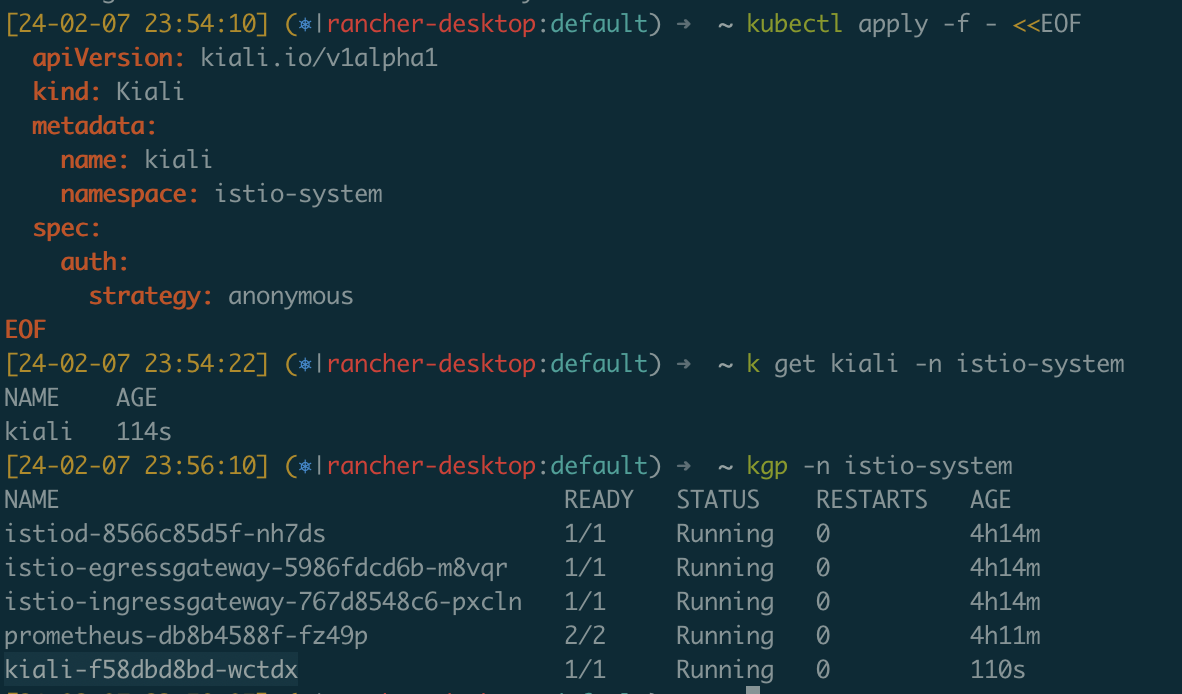 [24-02-07 23:54:10] (⎈|rancher-desktop:default) ➜  ~ kubectl apply -f - <<EOF
  apiVersion: kiali.io/v1alpha1
  kind: Kiali
  metadata:
    name: kiali
    namespace: istio-system
  spec:
    auth:
      strategy: anonymous
EOF
[24-02-07 23:54:22] (⎈|rancher-desktop:default) ➜  ~ k get kiali -n istio-system
NAME    AGE
kiali   114s
[24-02-07 23:56:10] (⎈|rancher-desktop:default) ➜  ~ kgp -n istio-system
NAME                                    READY   STATUS    RESTARTS   AGE
istiod-8566c85d5f-nh7ds                 1/1     Running   0          4h14m
istio-egressgateway-5986fdcd6b-m8vqr    1/1     Running   0          4h14m
istio-ingressgateway-767d8548c6-pxcln   1/1     Running   0          4h14m
prometheus-db8b4588f-fz49p              2/2     Running   0          4h11m
kiali-f58dbd8bd-wctdx                   1/1     Running   0          110s